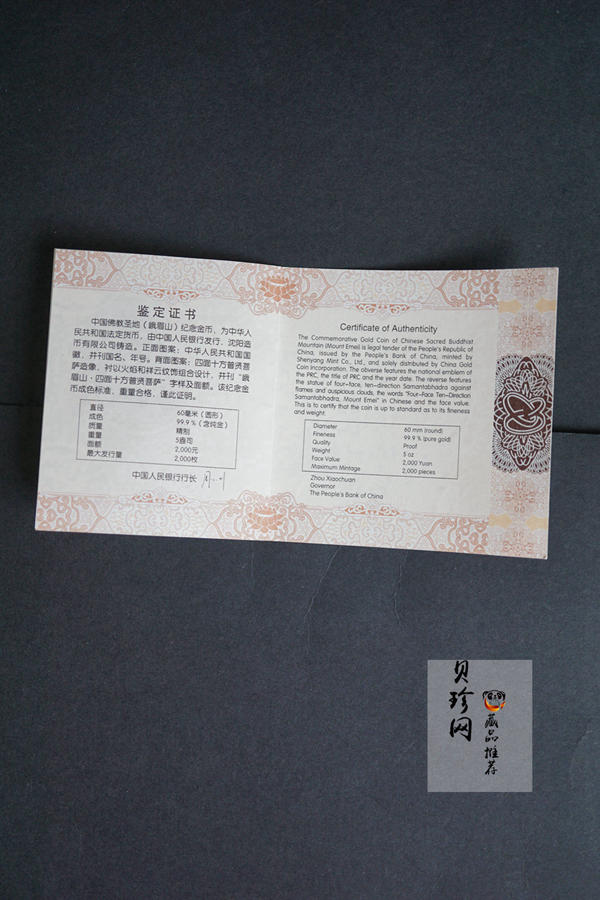 鉴定证书
中国佛教圣地（峨眉山）纪念金币，为中华人
民共和国法定货币，由中国人民银行发行，沈阳造
币有限公司铸造。正面图案：中华人民共和国国
徽，并刊国名、年号。背面图案：四面十方普贤菩
萨造像，衬以火焰和祥云纹饰组合设计，并刊“峨
眉山·四面十方普贤菩萨”字样及面额。该纪念金
币成色标准、重量合格，谨此证明。
直径 60毫米（圆形）
成色 99.9%（含纯金）
质量 精制
重量 5盎司
面额 2,000元
最大发行量 2,000枚
中国人民银行行长
Certificate of Authenticity
The Commemorative Gold Coin of Chinese Sacred Buddhist
Mountain (Mount Emei) is legal tender of the People's Republic of
China, issued by the People's Bank of China, minted by
Shenyang Mint Co., Ltd., and solely distributed by China Gold
Coin Incorporation. The obverse features the national emblem of
the PRC, the title of PRC and the year date. The reverse features
the statue of four-face, ten-direction Samantabhadra against
flames and auspicious clouds, the words "Four-Face Ten-Direction
Samantabhadra, Mount Emei" in Chinese and the face value.
This is to certify that the coin is up to standard as to its fineness
and weight.
Diameter 60 mm (round)
Fineness 99.9 % (pure gold)
Quality Proof
Weight 5 oz
Face Value 2,000 Yuan
Maximum Mintage 2,000 pieces
Zhou Xiaochuan
Governor
The People's Bank of China
贝珍网
藏品推荐